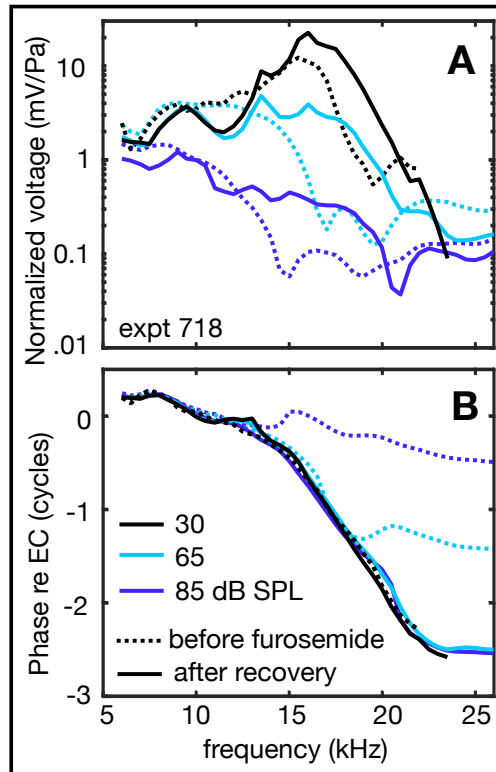 A
Normalized voltage (mV/Pa)
10
1
0.1
.01
expt 718
B
Phase re EC (cycles)
0
-1
-2
-3
30
65
85 dB SPL
before furosemide
after recovery
5
10
15
20
25
frequency (kHz)